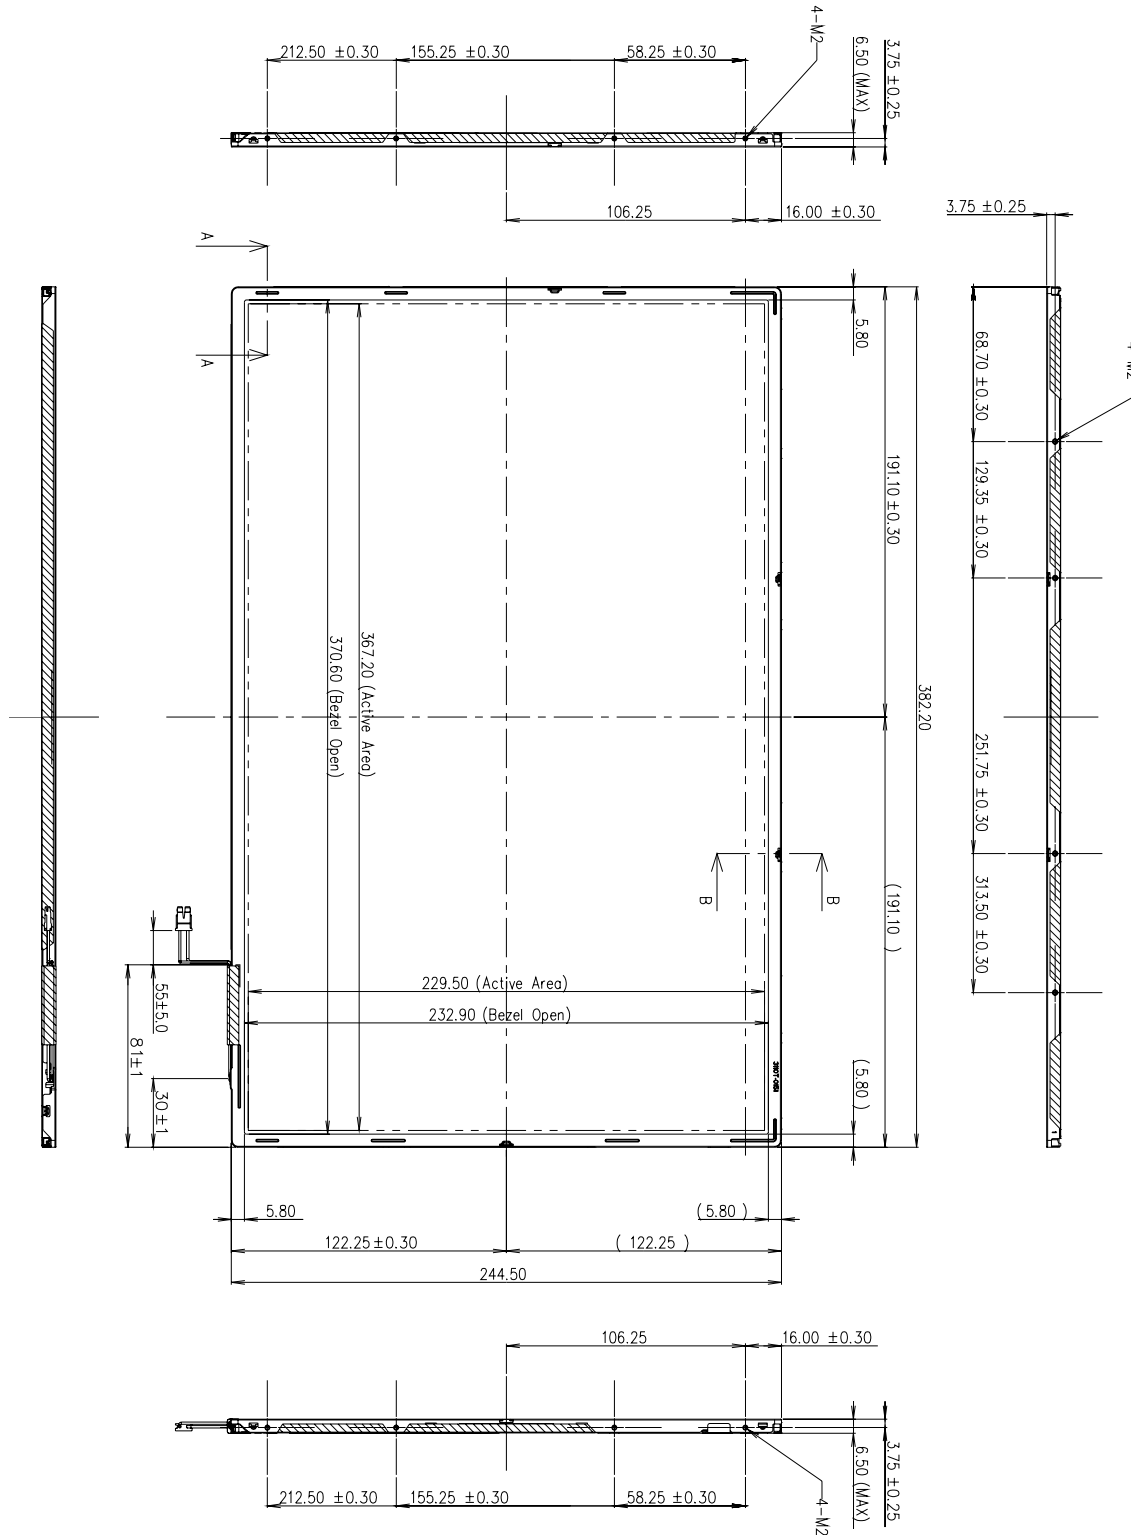 4-M2
212.50 ±0.30
155.25 ±0.30
58.25 ±0.30
6.50 (MAX)
3.75 ±0.25
106.25
16.00 ±0.30
3.75 ±0.25
A
A
5.80
68.70 ±0.30
4-M2
191.10 ±0.30
129.35 ±0.30
382.20
367.20 (Active Area)
370.60 (Bezel Open)
251.75 ±0.30
B
B
(191.10 )
313.50 ±0.30
229.50 (Active Area)
232.90 (Bezel Open)
55±5.0
81±1
30±1
( 5.80 )
5.80
( 5.80 )
122.25±0.30
( 122.25 )
244.50
106.25
16.00 ±0.30
3.75 ±0.25
6.50 (MAX)
212.50 ±0.30
155.25 ±0.30
58.25 ±0.30
4-M2